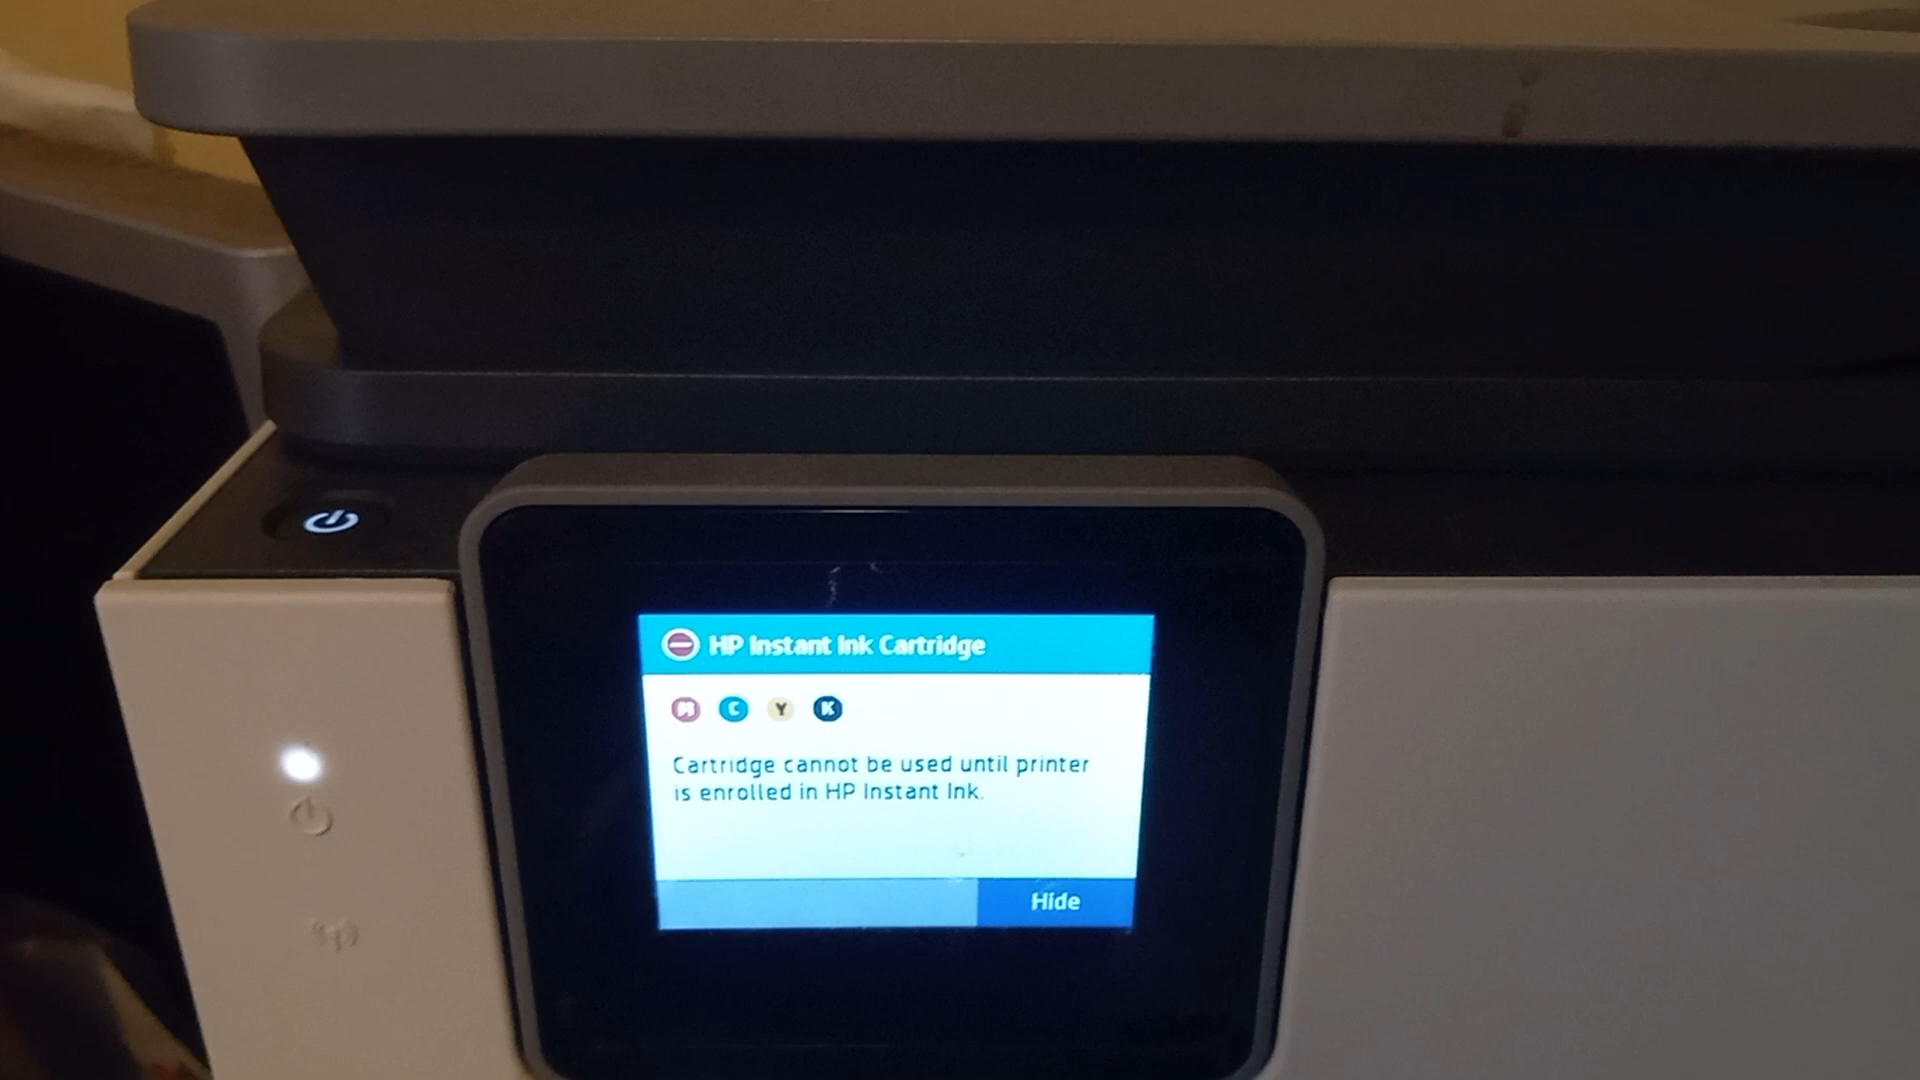 HP Instant Ink Cartridge
M C Y K
Cartridge cannot be used until printer
is enrolled in HP Instant Ink.
Hide